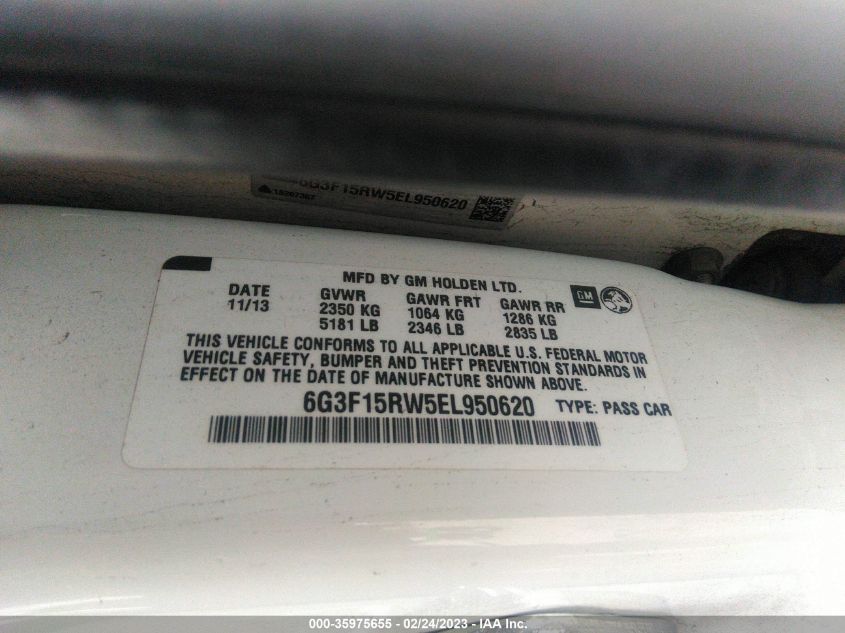 6G3F15RW5EL950620
MFD BY GM HOLDEN LTD.
DATE GVWR GAWR FRT GAWR RR GM
11/13 2350 KG 1064 KG 1286 KG
5181 LB 2346 LB 2835 LB
THIS VEHICLE CONFORMS TO ALL APPLICABLE U.S. FEDERAL MOTOR
VEHICLE SAFETY, BUMPER AND THEFT PREVENTION STANDARDS IN
EFFECT ON THE DATE OF MANUFACTURE SHOWN ABOVE.
6G3F15RW5EL950620 TYPE: PASS CAR
000-35975655 - 02/24/2023 - IAA Inc.